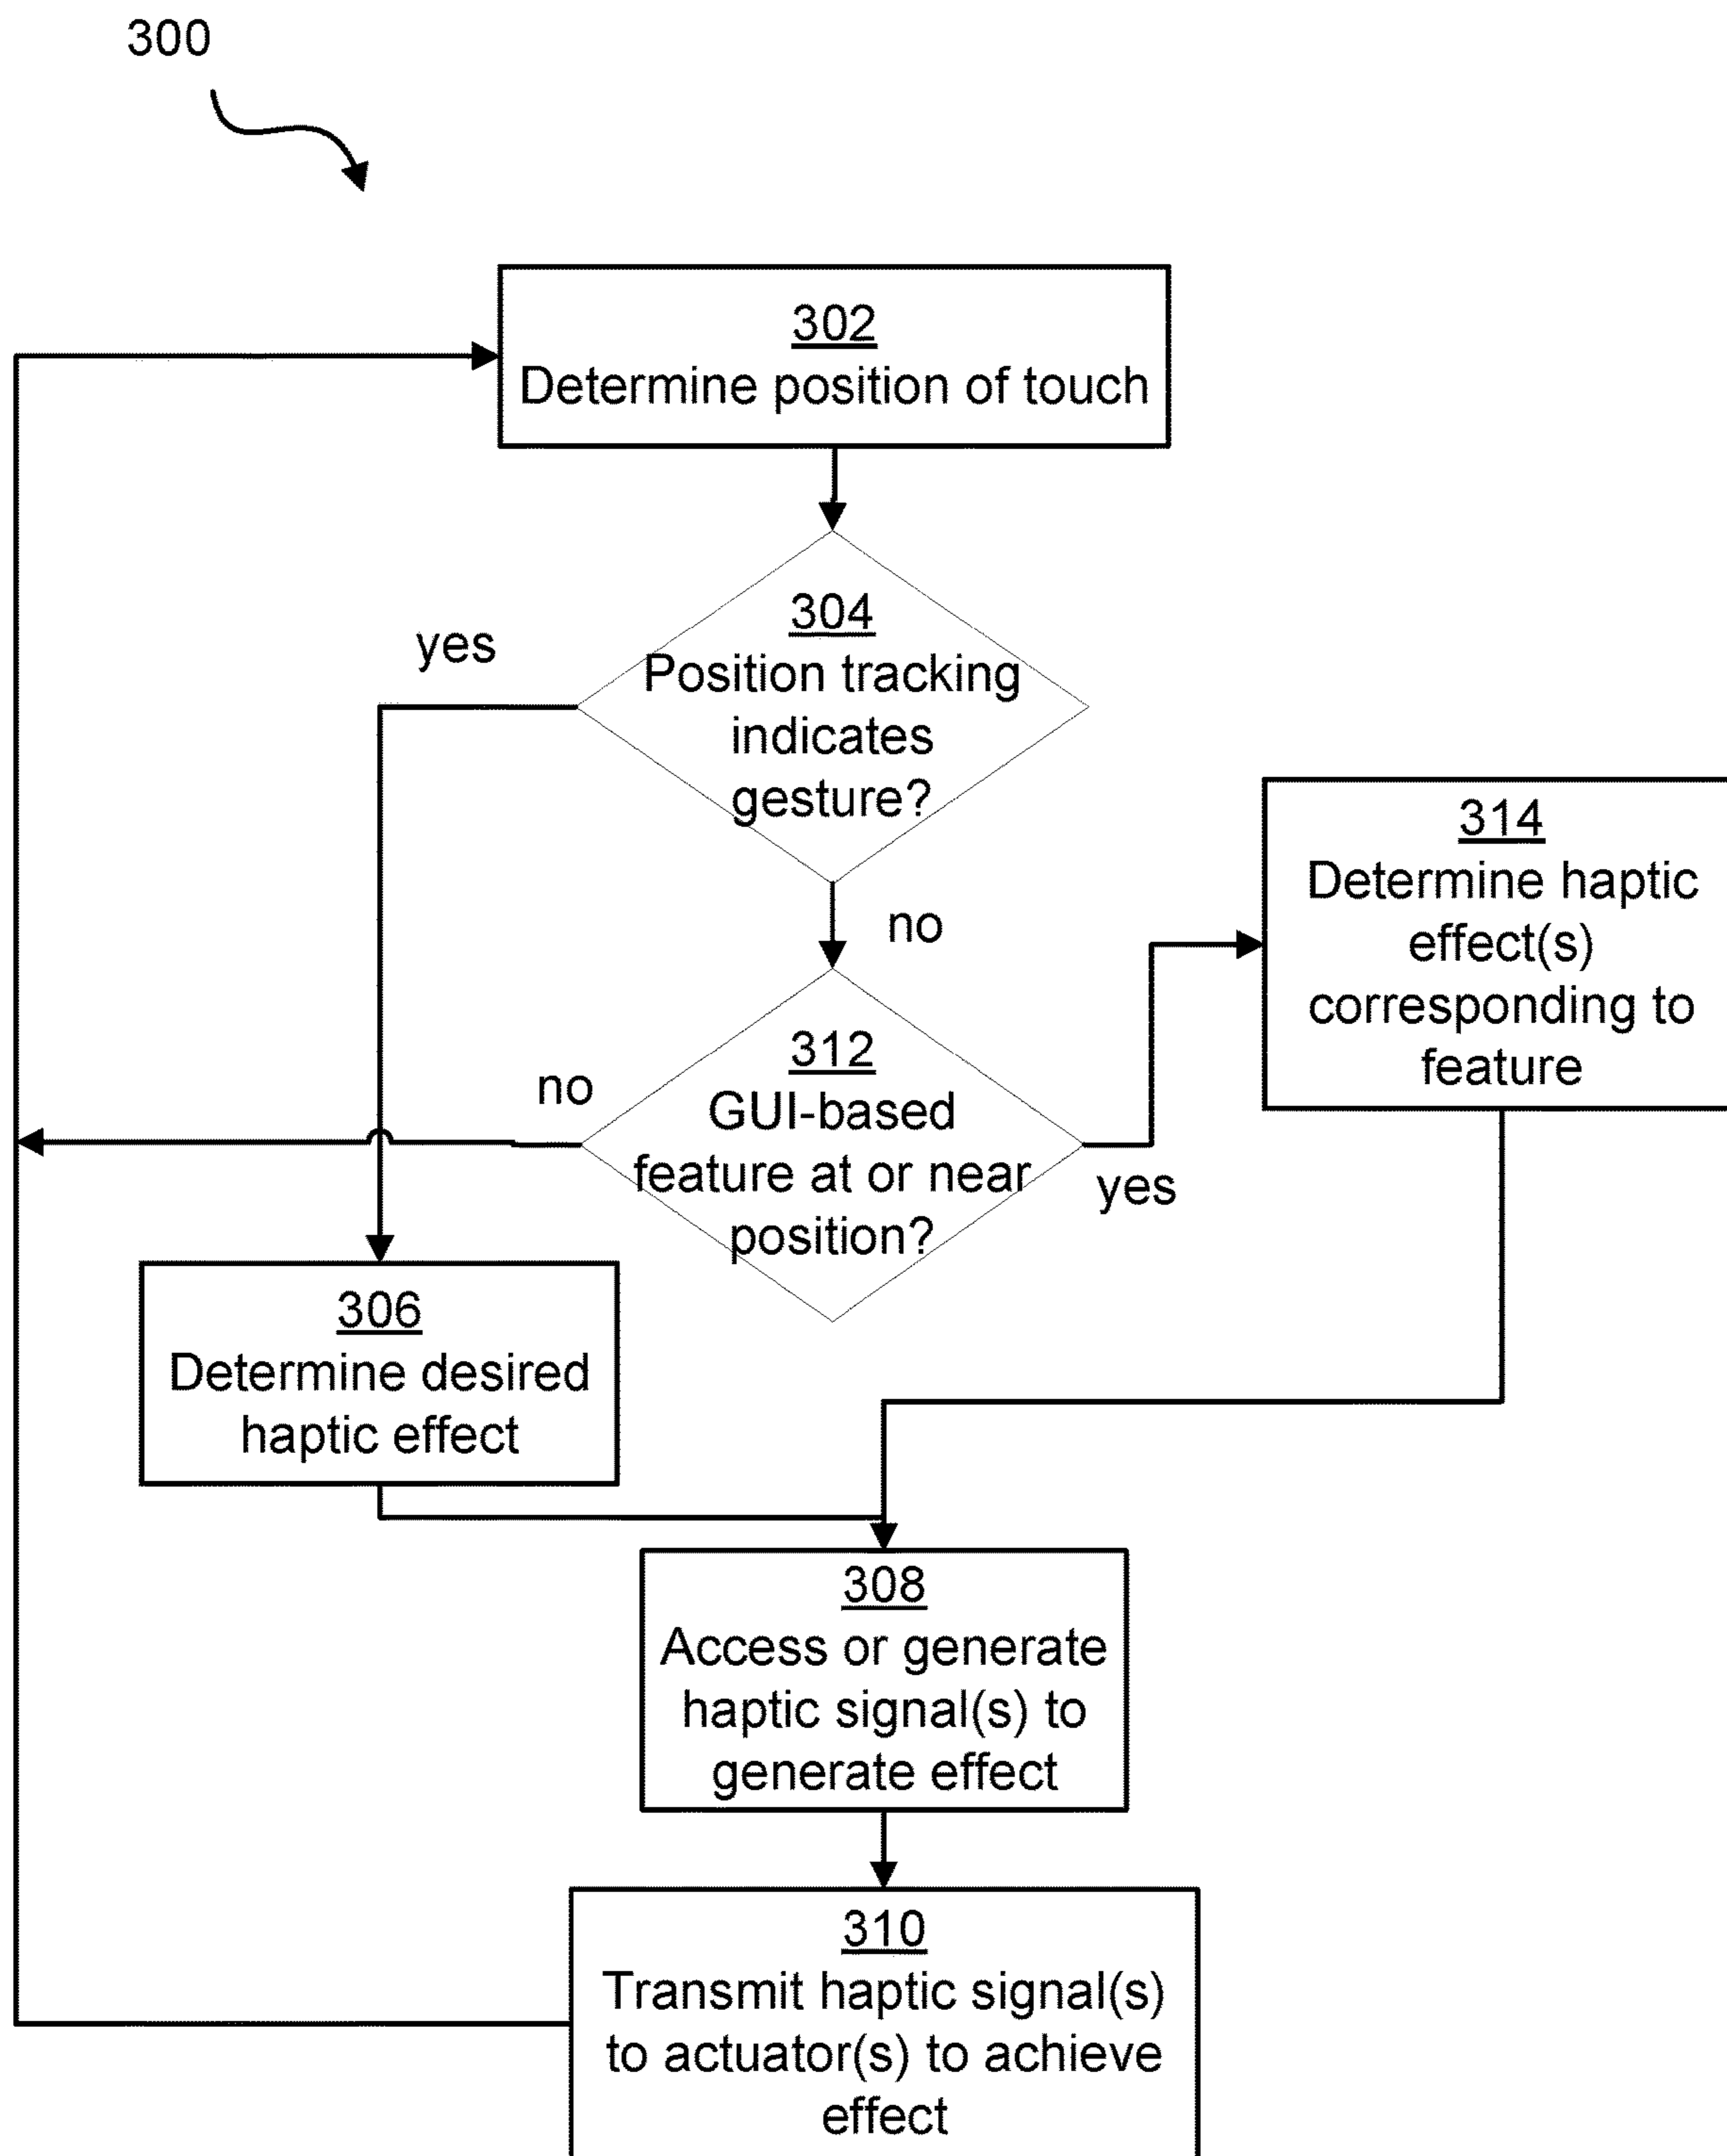 300
302
Determine position of touch
304
Position tracking
indicates
gesture?
yes
no
312
GUI-based
feature at or near
position?
no
yes
314
Determine haptic
effect(s)
corresponding to
feature
306
Determine desired
haptic effect
308
Access or generate
haptic signal(s) to
generate effect
310
Transmit haptic signal(s)
to actuator(s) to achieve
effect